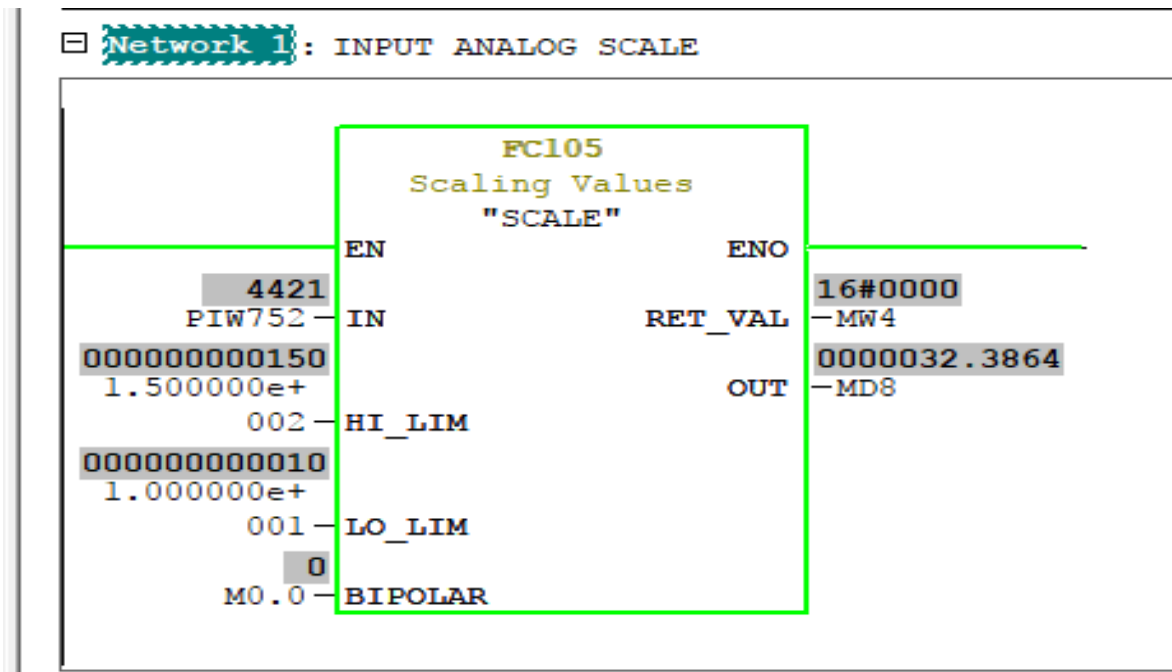 Network 1: INPUT ANALOG SCALE
FC105
Scaling Values
"SCALE"
EN ENO
4421 16#0000
PIW752 IN RET_VAL MW4
000000000150 0000032.3864
1.500000e+ OUT MD8
002 HI_LIM
000000000010
1.000000e+
001 LO_LIM
0
M0.0 BIPOLAR